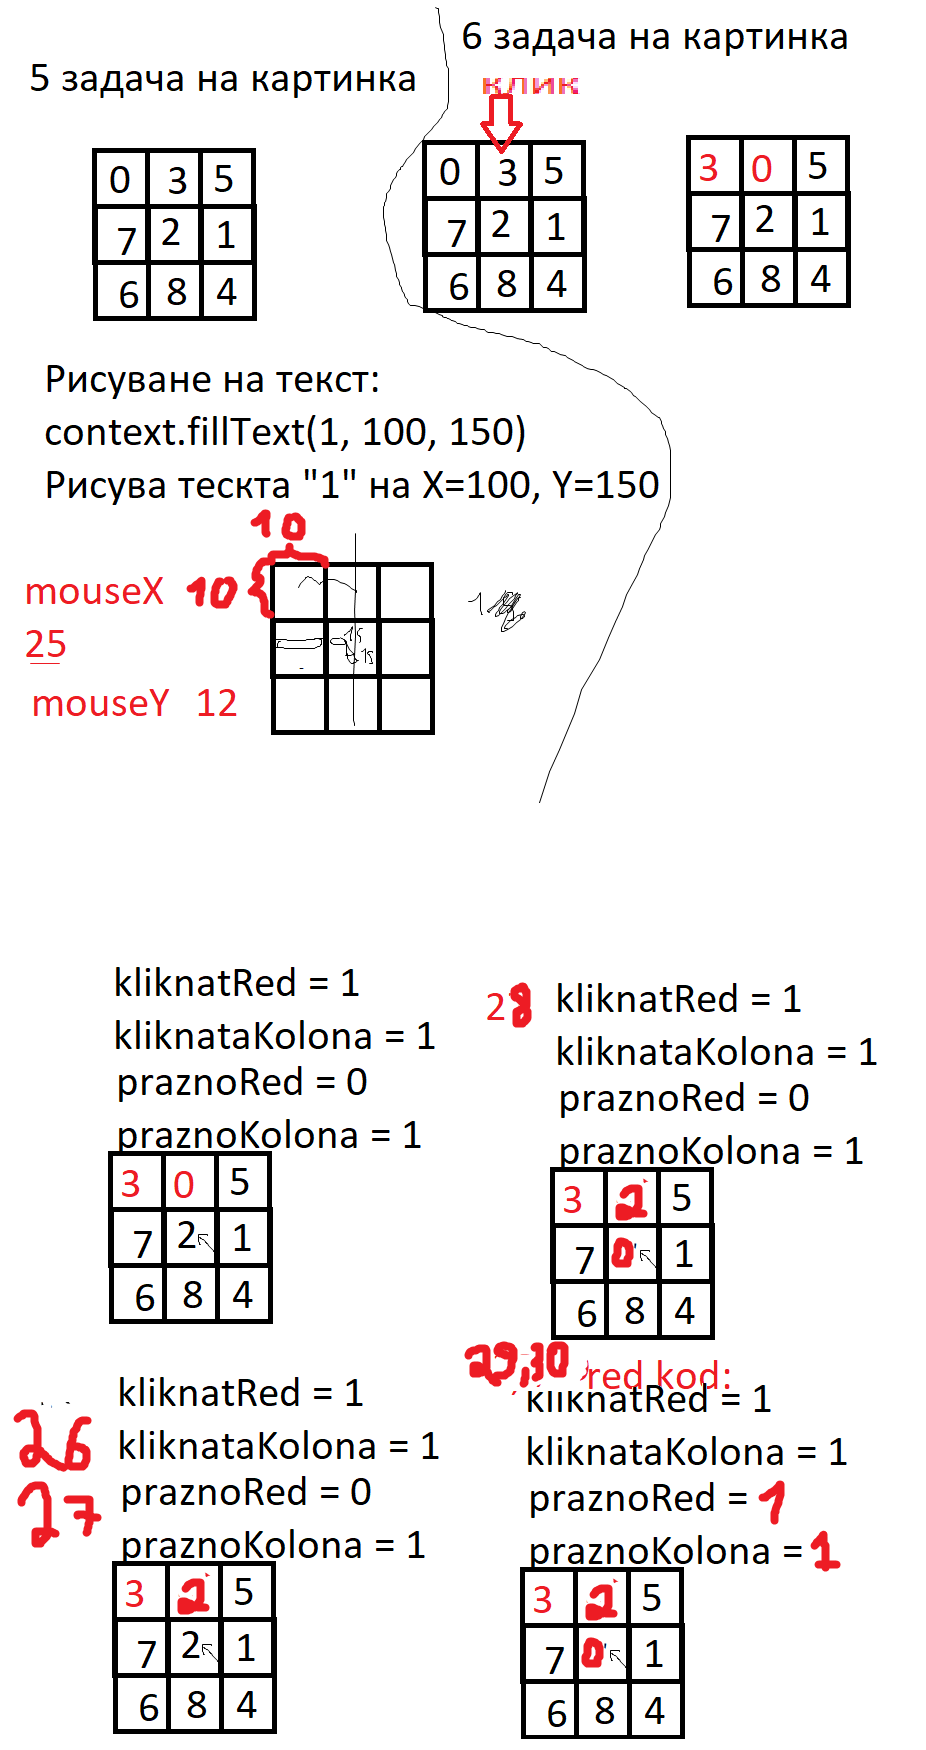 5 задача на картинка
6 задача на картинка
клик
0 3 5
7 2 1
6 8 4
0 3 5
7 2 1
6 8 4
3 0 5
7 2 1
6 8 4
Рисуване на текст:
context.fillText(1, 100, 150)
Рисува тескта "1" на X=100, Y=150
10
mouseX 10
25
mouseY 12
15
15
1
kliknatRed = 1
kliknataKolona = 1
praznoRed = 0
praznoKolona = 1
3 0 5
7 2 1
6 8 4
28 kliknatRed = 1
kliknataKolona = 1
praznoRed = 0
praznoKolona = 1
3 2 5
7 0 1
6 8 4
26
27
kliknatRed = 1
kliknataKolona = 1
praznoRed = 0
praznoKolona = 1
3 2 5
7 2 1
6 8 4
29,30 red kod:
kliknatRed = 1
kliknataKolona = 1
praznoRed = 1
praznoKolona = 1
3 2 5
7 0 1
6 8 4